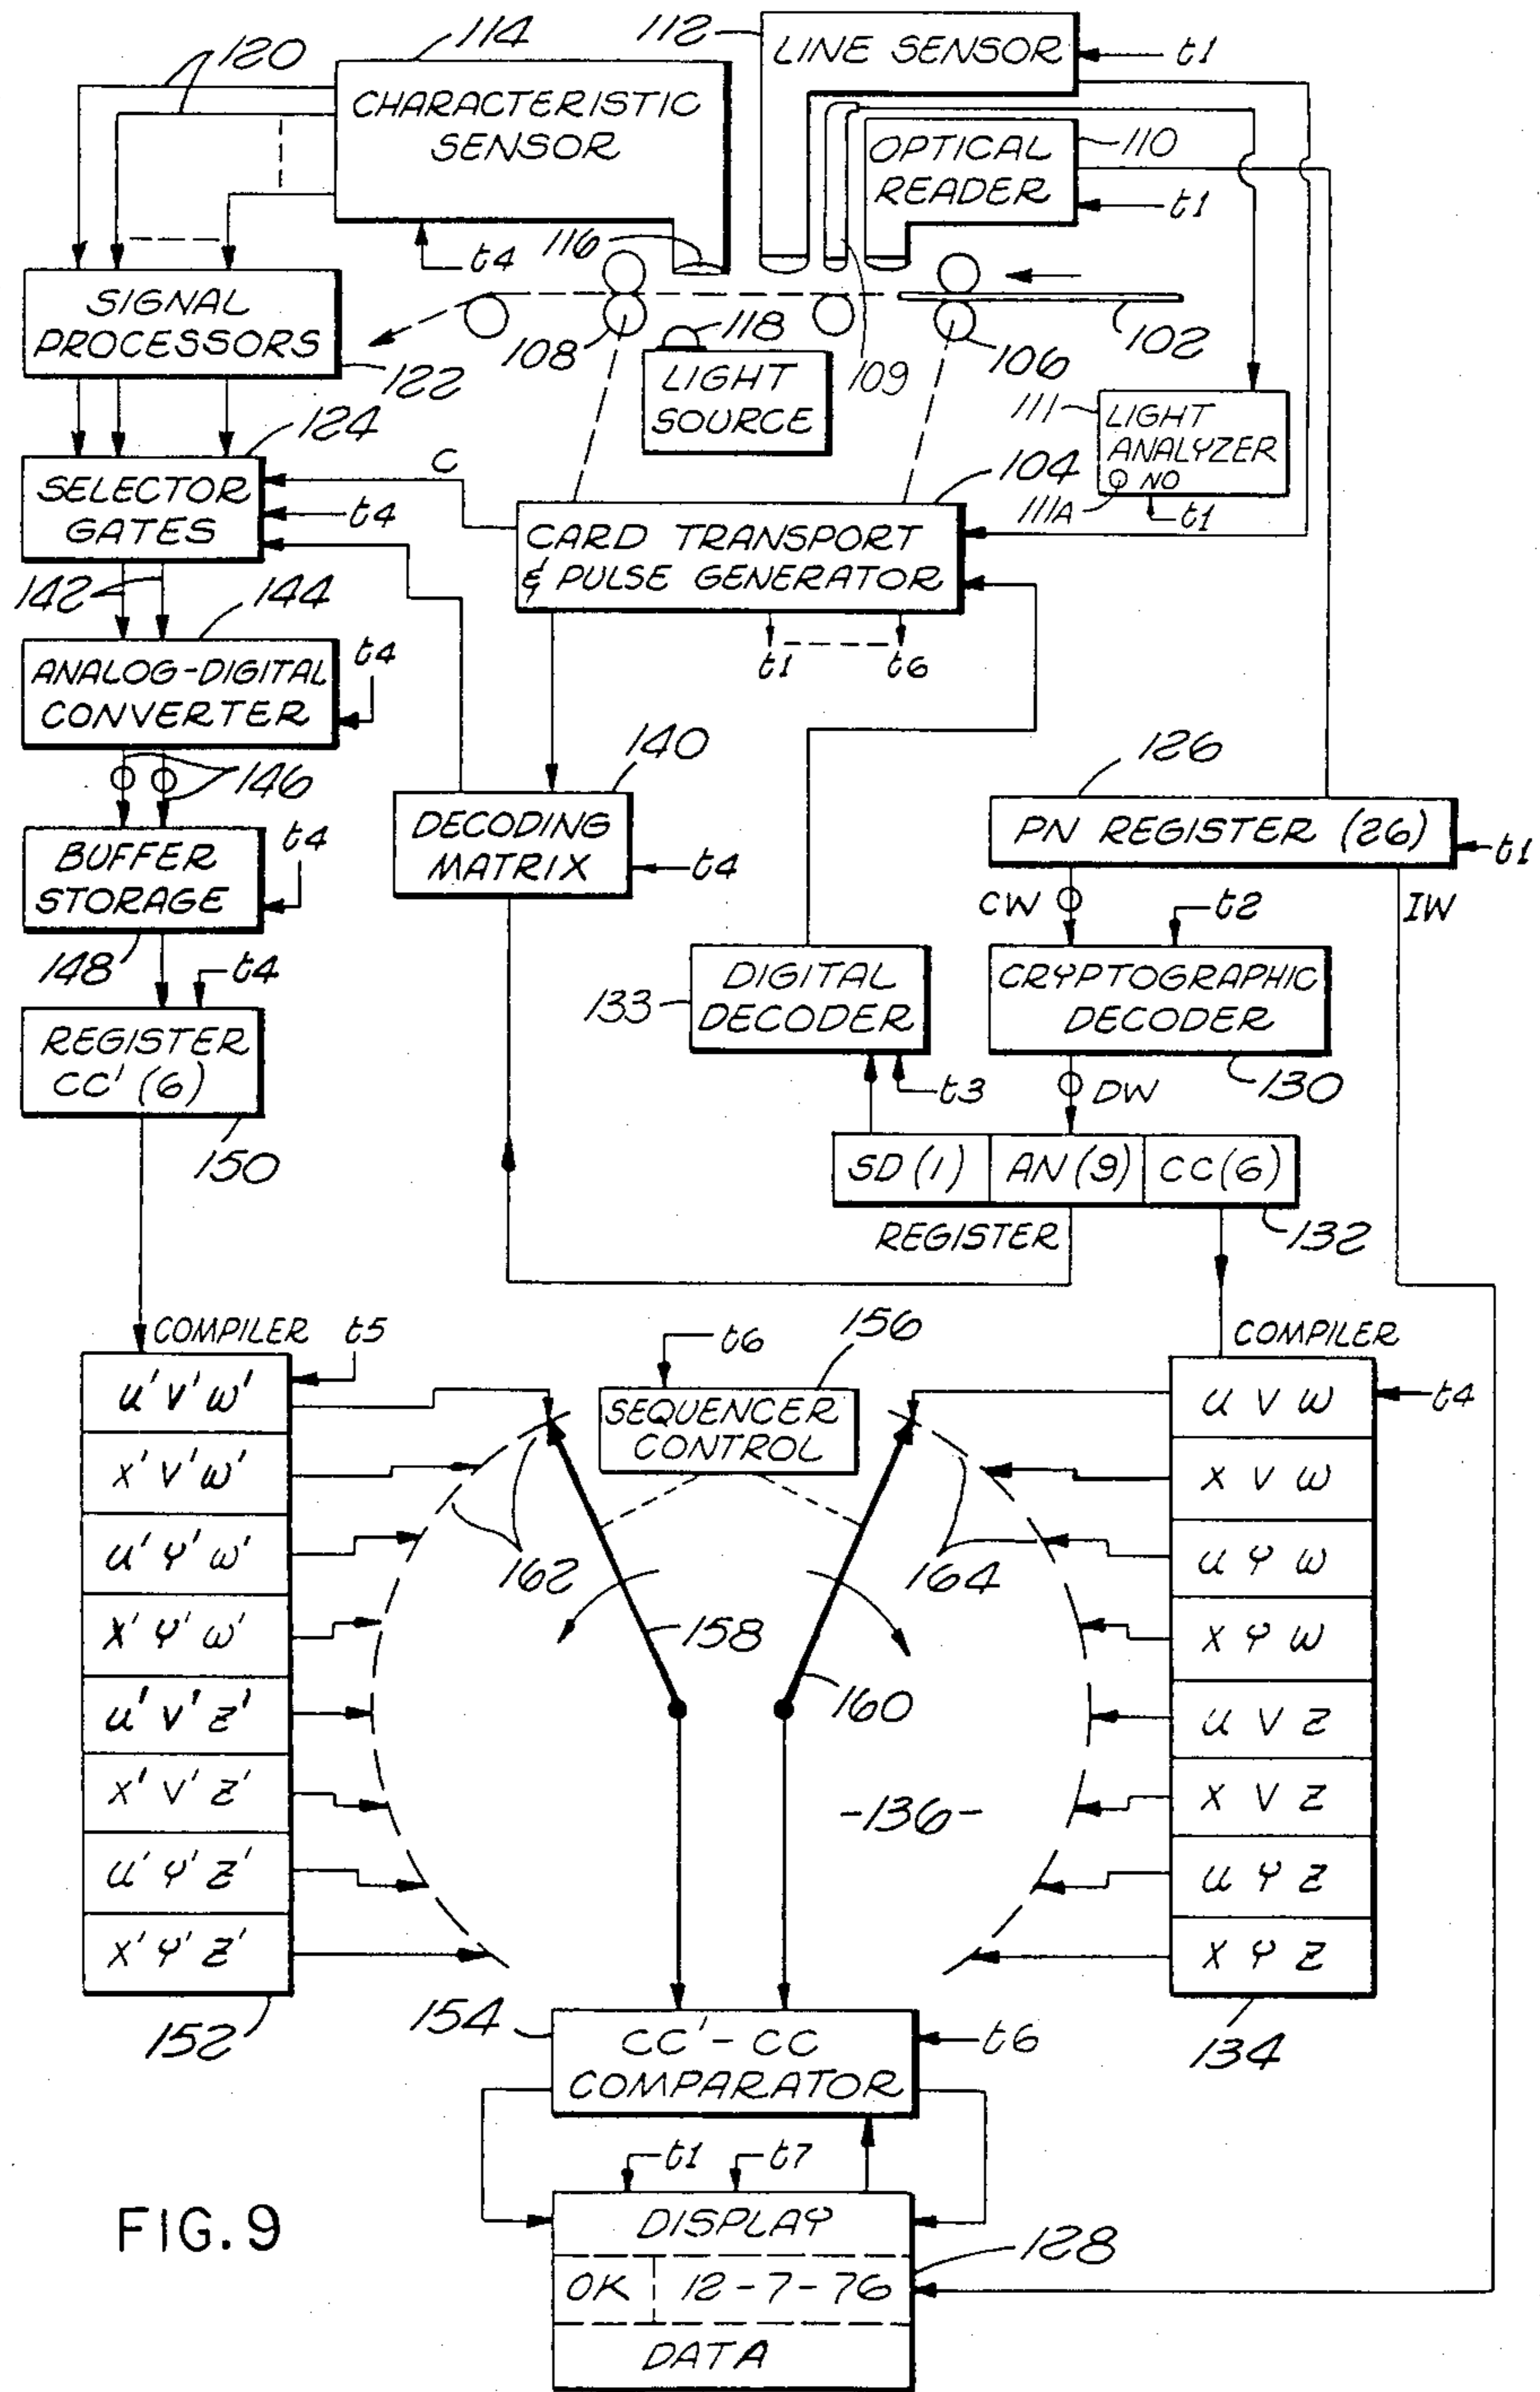 120
114
112
LINE SENSOR
t1
CHARACTERISTIC
SENSOR
OPTICAL
READER
110
t1
116
t4
SIGNAL
PROCESSORS
122
108
118
LIGHT
SOURCE
109
106
102
111
LIGHT
ANALYZER
NO
111A
t1
124
SELECTOR
GATES
C
t4
104
CARD TRANSPORT
& PULSE GENERATOR
t1
t6
142
144
ANALOG-DIGITAL
CONVERTER
t4
146
140
DECODING
MATRIX
t4
126
PN REGISTER (26)
t1
BUFFER
STORAGE
t4
148
CW
t2
IW
133
DIGITAL
DECODER
CRYPTOGRAPHIC
DECODER
130
t4
REGISTER
CC' (6)
150
t3
DW
SD (1)
AN (9)
CC (6)
REGISTER
132
COMPILER
t5
t6
156
COMPILER
SEQUENCER
CONTROL
t4
U' V' W'
X' V' W'
U' Y' W'
X' Y' W'
U' V' Z'
X' V' Z'
U' Y' Z'
X' Y' Z'
152
162
158
164
160
-136-
U V W
X V W
U Y W
X Y W
U V Z
X V Z
U Y Z
X Y Z
134
154
CC' - CC
COMPARATOR
t6
t1
t7
DISPLAY
OK
12-7-76
DATA
128
FIG. 9